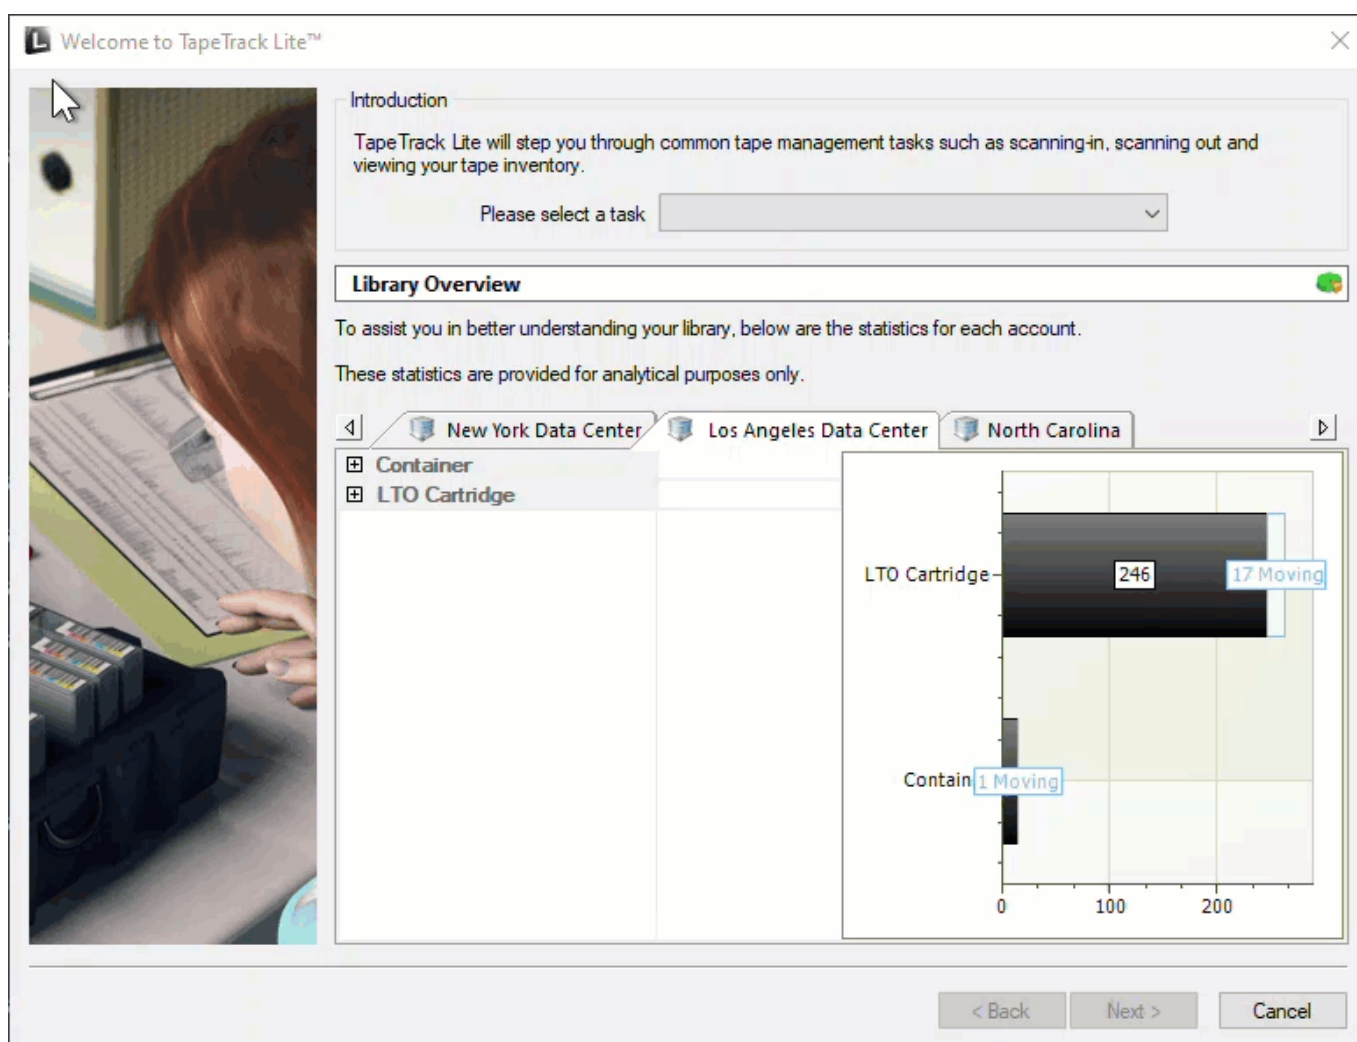 Welcome to TapeTrack Lite™
Introduction
TapeTrack Lite will step you through common tape management tasks such as scanning-in, scanning out and
viewing your tape inventory.
Please select a task
Library Overview
To assist you in better understanding your library, below are the statistics for each account.
These statistics are provided for analytical purposes only.
New York Data Center
Los Angeles Data Center
North Carolina
Container
LTO Cartridge
LTO Cartridge
246
17 Moving
Contain
1 Moving
0
100
200
< Back
Next >
Cancel